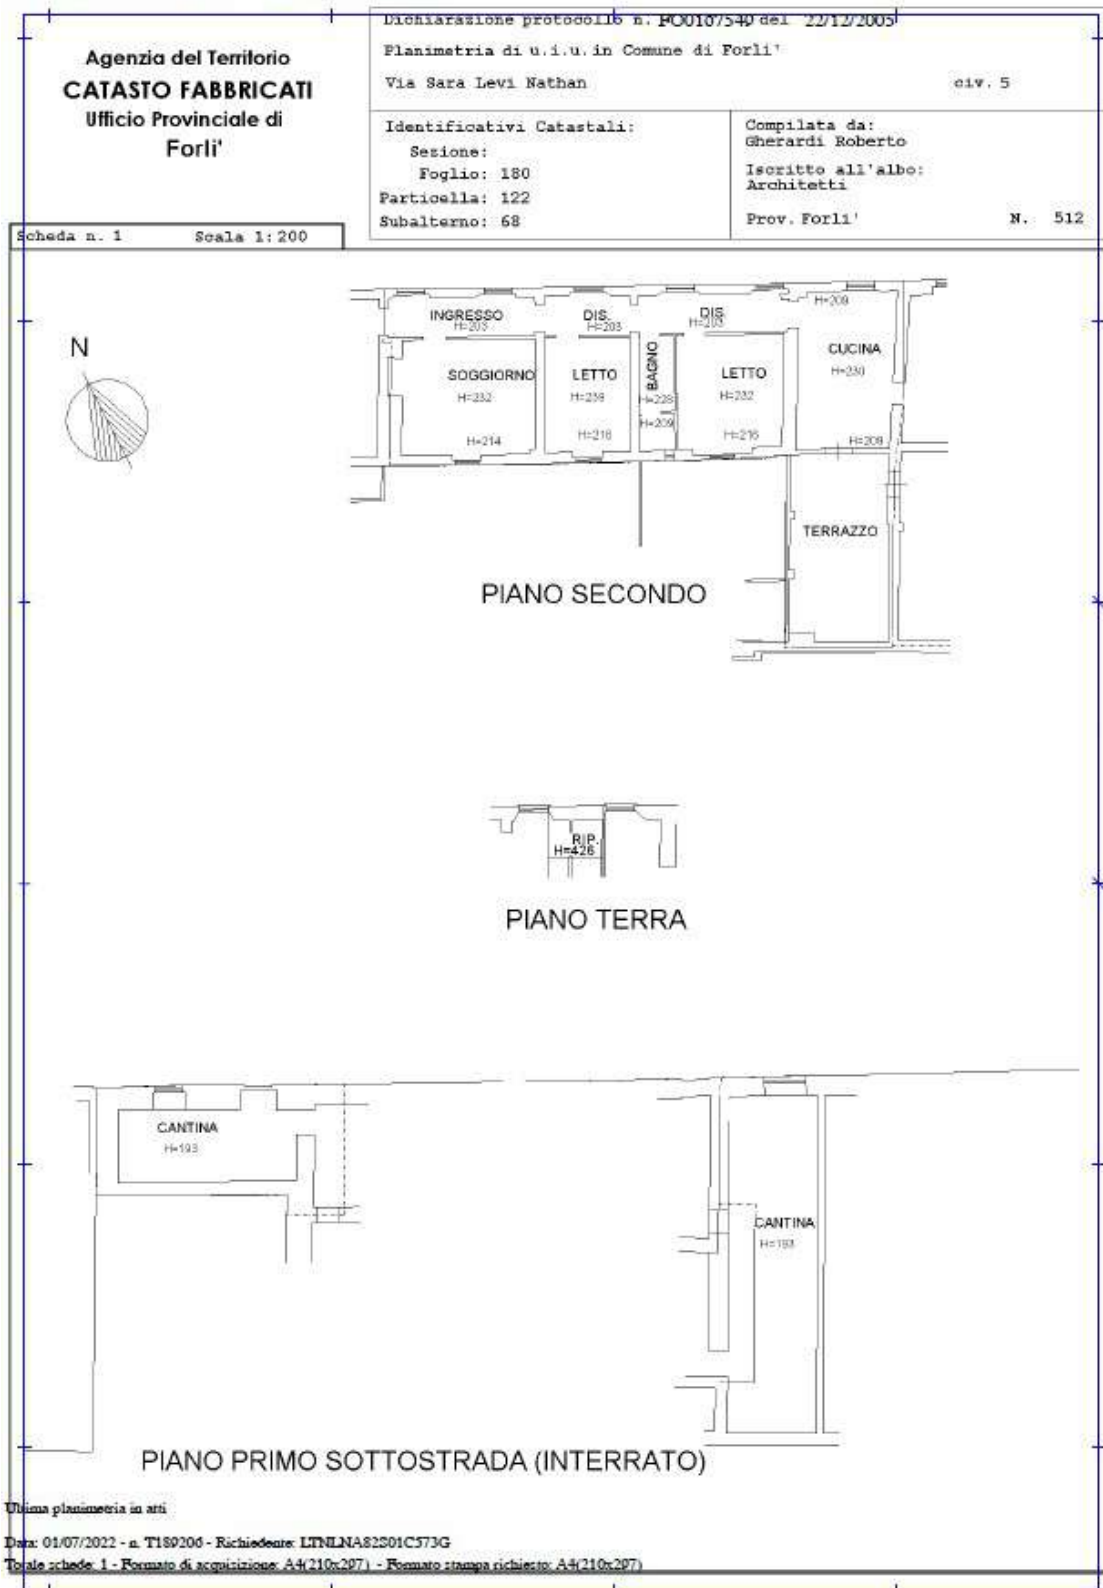 Dichiarazione protocollo n. FO0107540 del 22/12/2005
Agenzia del Territorio
CATASTO FABBRICATI
Ufficio Provinciale di
Forli'
Planimetria di u.i.u. in Comune di Forli'
Via Sara Levi Nathan civ. 5
Identificativi Catastali:
Sezione:
Foglio: 180
Particella: 122
Subalterno: 68
Compilata da:
Gherardi Roberto
Iscritto all'albo:
Architetti
Prov. Forli' N. 512
Scheda n. 1 Scala 1:200
N
INGRESSO
H=203
DIS.
H=203
DIS.
H=203
H=209
CUCINA
H=230
H=209
SOGGIORNO
H=232
H=214
LETTO
H=239
H=216
BAGNO
H=228
H=209
LETTO
H=232
H=216
TERRAZZO
PIANO SECONDO
RIP.
H=426
PIANO TERRA
CANTINA
H=193
CANTINA
H=193
PIANO PRIMO SOTTOSTRADA (INTERRATO)
Ultima planimetria in atti
Data: 01/07/2022 - n. T189206 - Richiedente: LTNLNA82S01C573G
Totale schede: 1 - Formato di acquisizione: A4(210x297) - Formato stampa richiesto: A4(210x297)